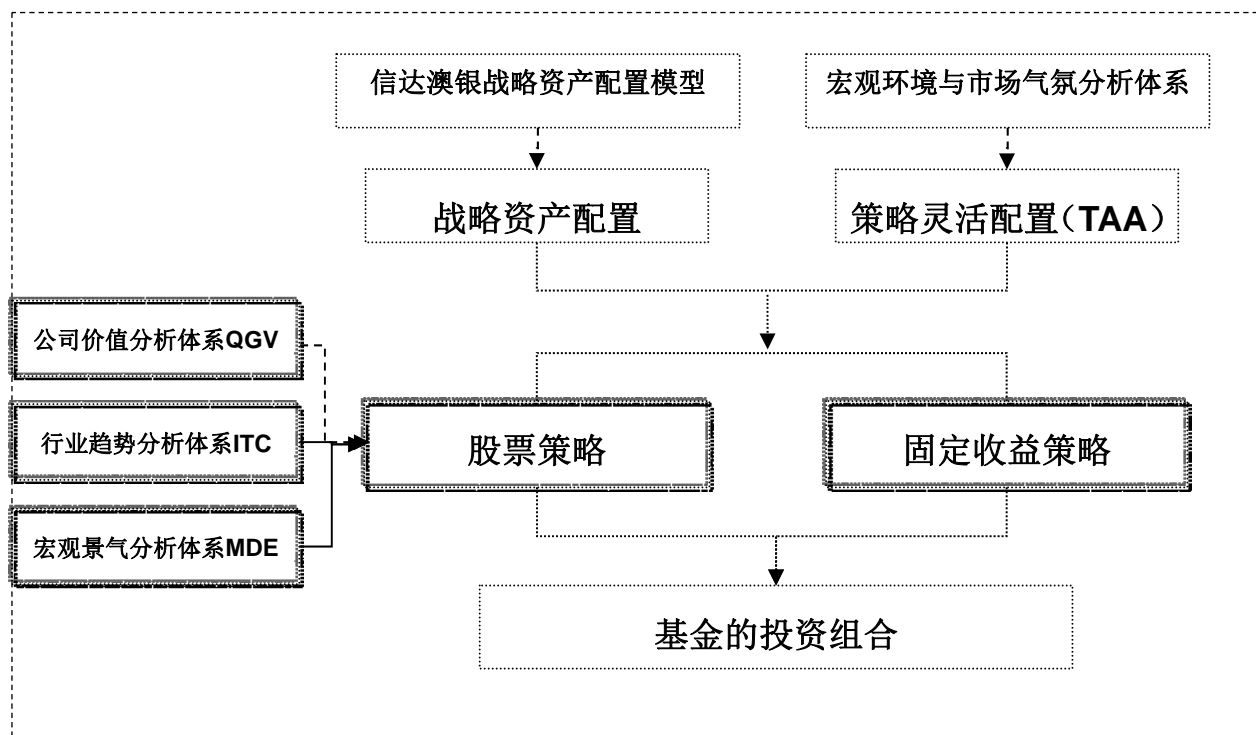 信达澳银战略资产配置模型
宏观环境与市场气氛分析体系
战略资产配置
策略灵活配置（TAA）
公司价值分析体系QGV
行业趋势分析体系ITC
宏观景气分析体系MDE
股票策略
固定收益策略
基金的投资组合